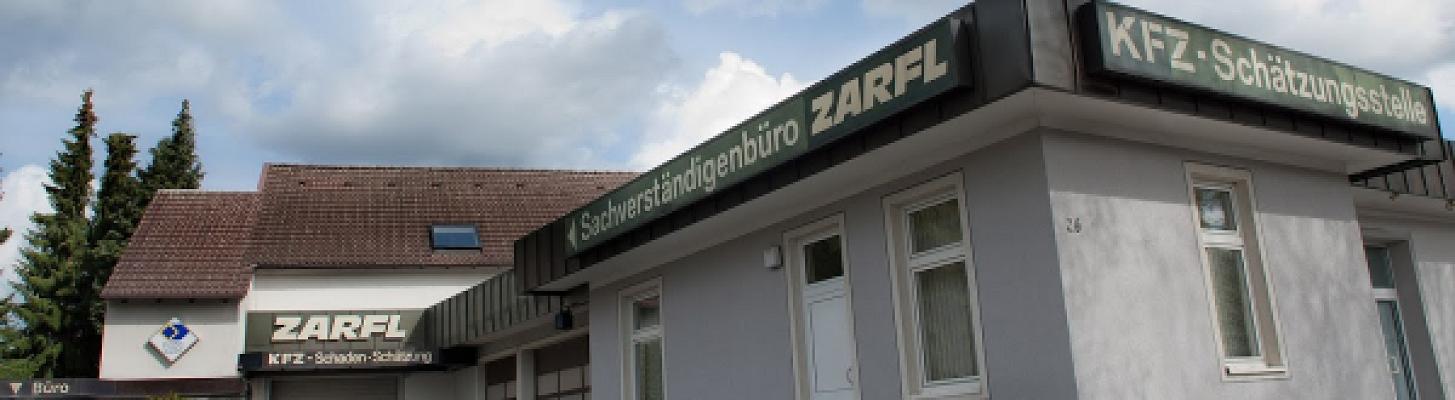 KFZ-Schätzungsstelle
Sachverständigenbüro ZARFL
26
ZARFL
KFZ-Schaden-Schätzung
Büro